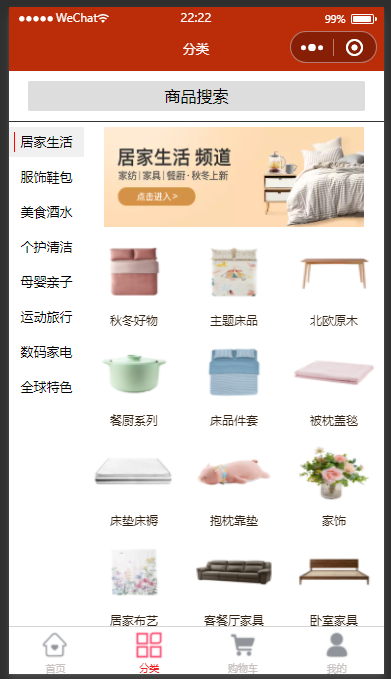 WeChat 22:22 99%
分类
商品搜索
居家生活
服饰鞋包
美食酒水
个护清洁
母婴亲子
运动旅行
数码家电
全球特色
居家生活 频道
家纺 | 家具 | 餐厨 · 秋冬上新
点击进入 >
秋冬好物 主题床品 北欧原木
餐厨系列 床品件套 被枕盖毯
床垫床褥 抱枕靠垫 家饰
居家布艺 客餐厅家具 卧室家具
首页 分类 购物车 我的